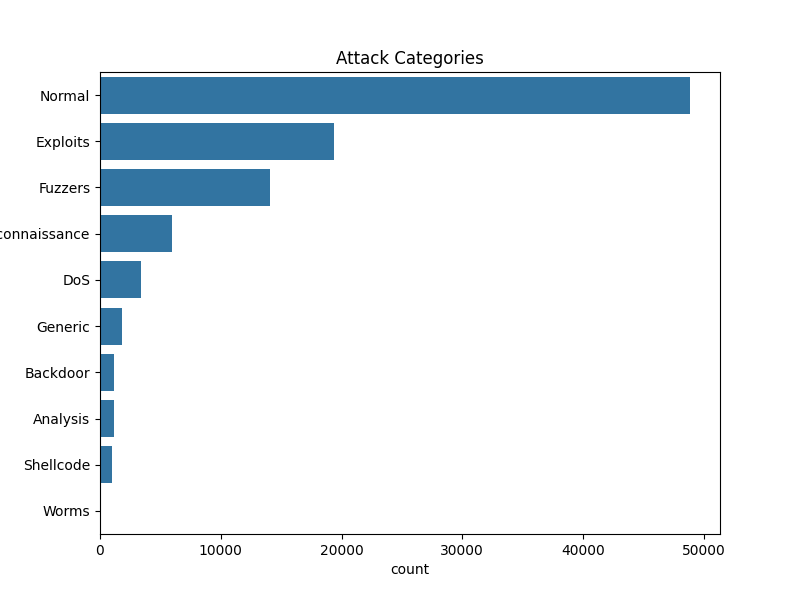 Attack Categories
Normal
Exploits
Fuzzers
connaissance
DoS
Generic
Backdoor
Analysis
Shellcode
Worms
0 10000 20000 30000 40000 50000
count